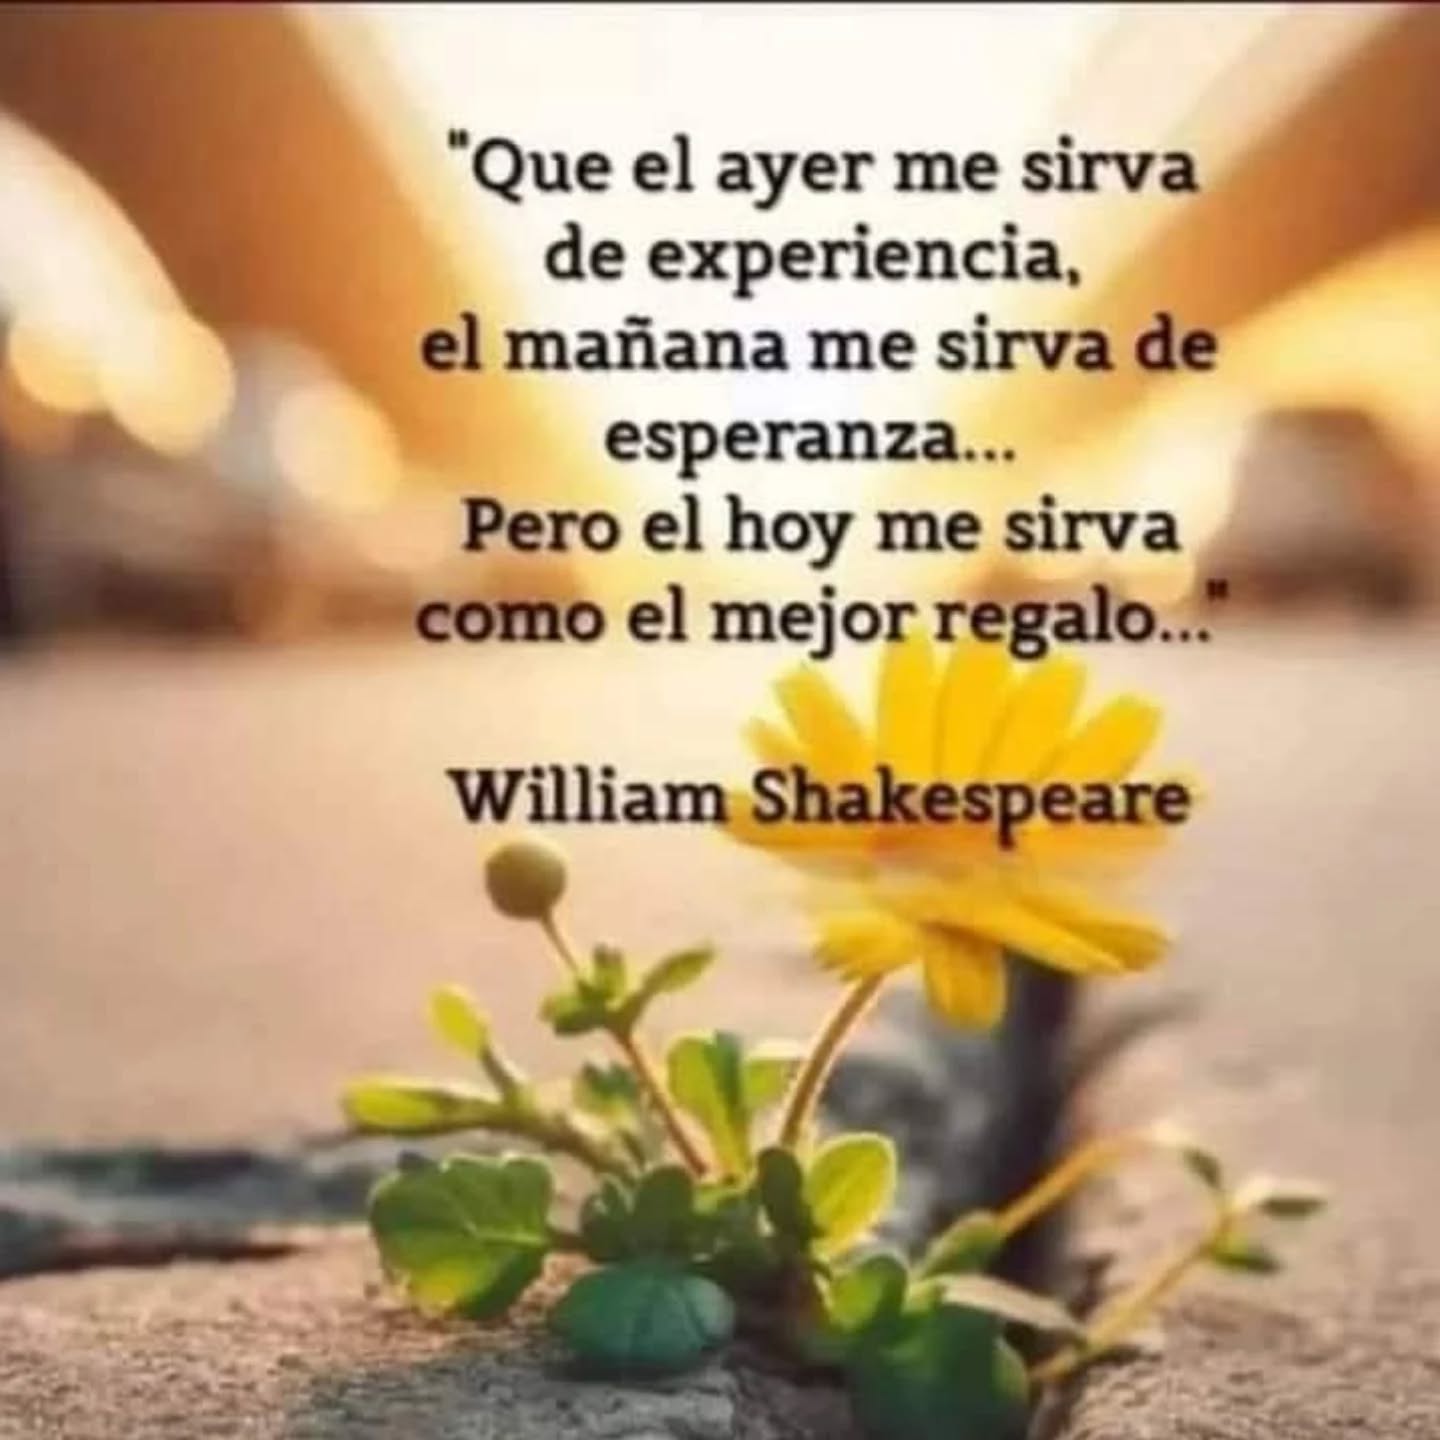 "Que el ayer me sirva
de experiencia,
el mañana me sirva de
esperanza...
Pero el hoy me sirva
como el mejor regalo..."
William Shakespeare